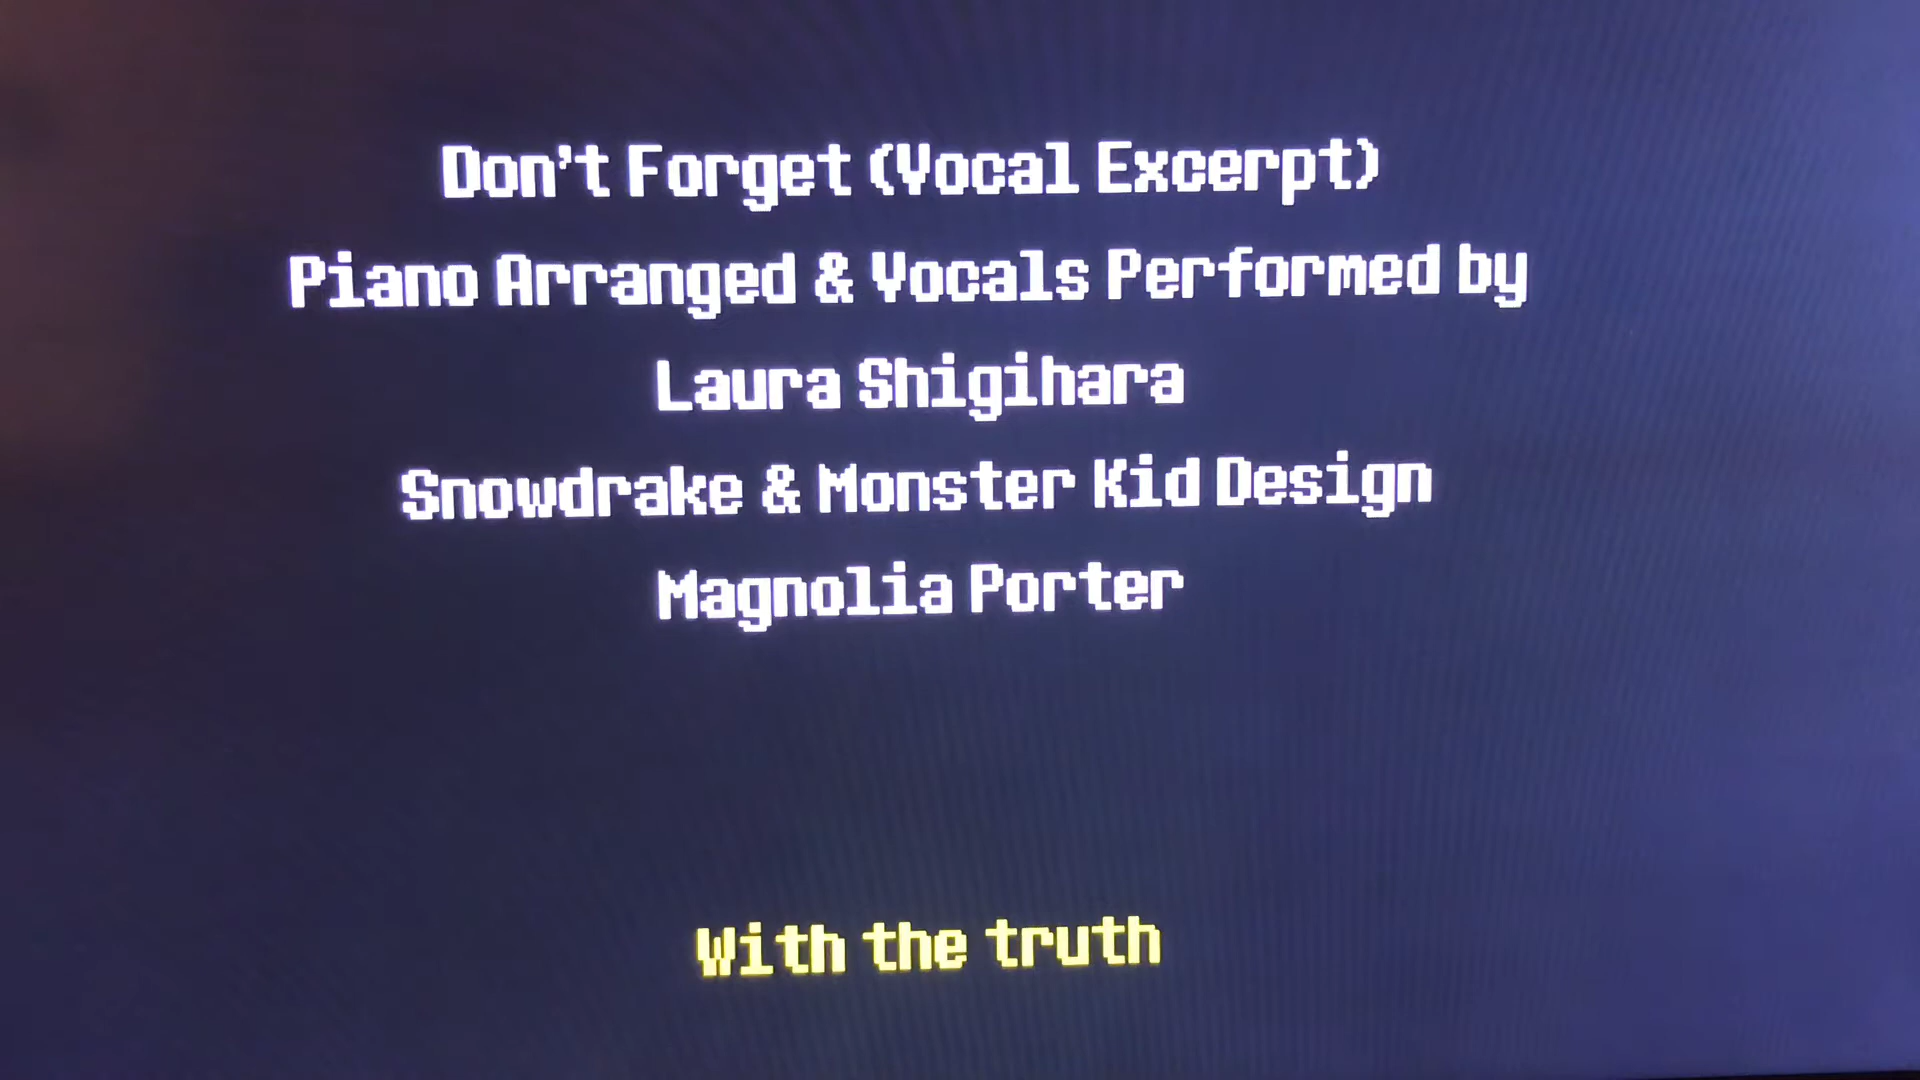 Don't Forget (Vocal Excerpt)
Piano Arranged & Vocals Performed by
Laura Shigihara
Snowdrake & Monster Kid Design
Magnolia Porter
With the truth